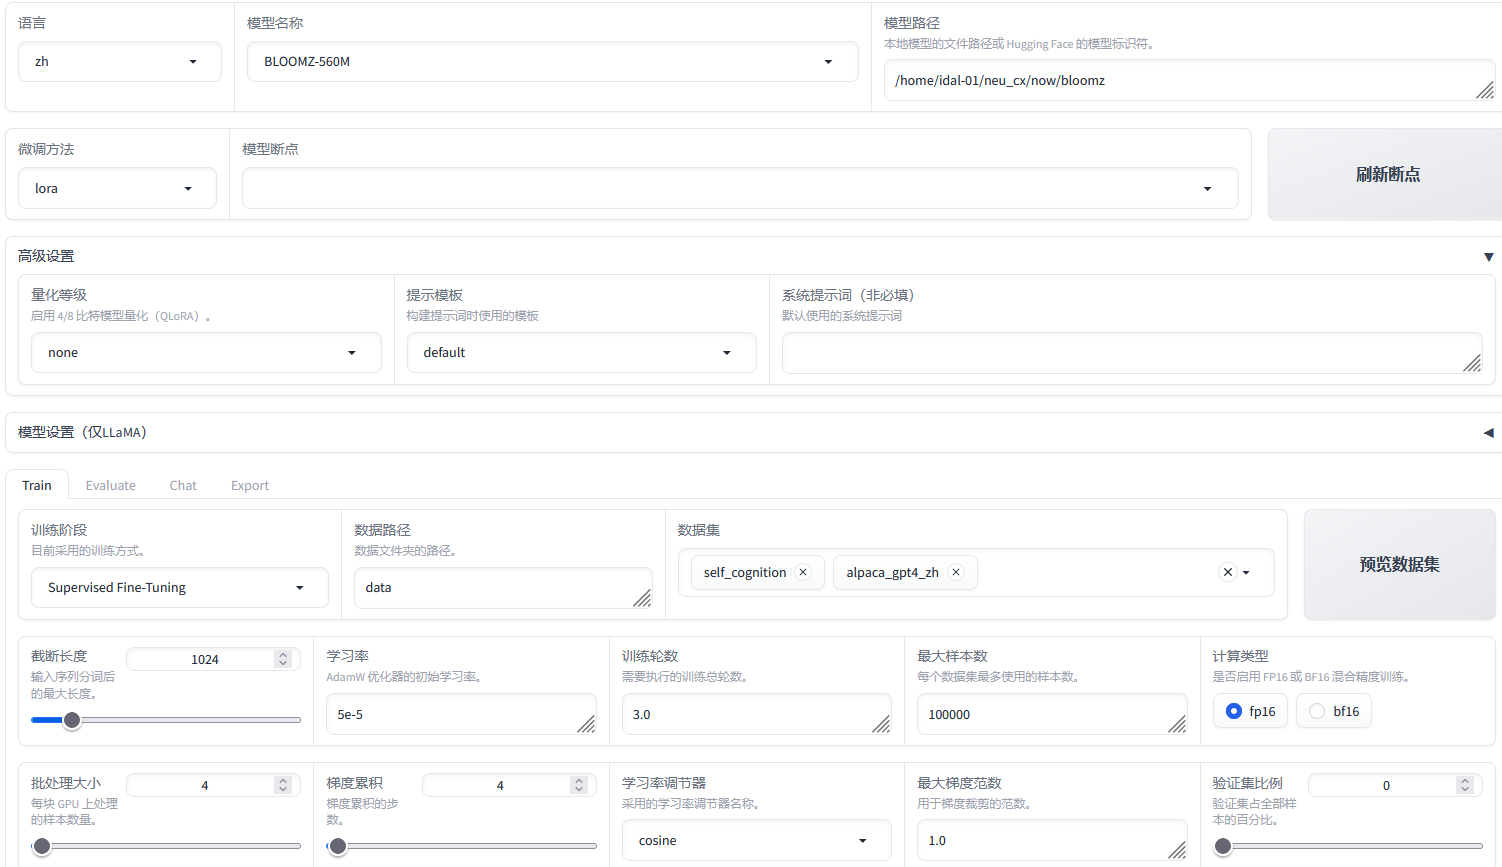 语言
zh
模型名称
BLOOMZ-560M
模型路径
本地模型的文件路径或 Hugging Face 的模型标识符。
/home/idal-01/neu_cx/now/bloomz
微调方法
lora
模型断点
刷新断点
高级设置
量化等级
启用 4/8 比特模型量化（QLoRA）。
none
提示模板
构建提示词时使用的模板
default
系统提示词（非必填）
默认使用的系统提示词
模型设置（仅LLaMA）
Train
Evaluate
Chat
Export
训练阶段
目前采用的训练方式。
Supervised Fine-Tuning
数据路径
数据文件夹的路径。
data
数据集
self_cognition
alpaca_gpt4_zh
预览数据集
截断长度
输入序列分词后
的最大长度。
1024
学习率
AdamW 优化器的初始学习率。
5e-5
训练轮数
需要执行的训练总轮数。
3.0
最大样本数
每个数据集最多使用的样本数。
100000
计算类型
是否启用 FP16 或 BF16 混合精度训练。
fp16
bf16
批处理大小
每块 GPU 上处理
的样本数量。
4
梯度累积
梯度累积的步
数。
4
学习率调节器
采用的学习率调节器名称。
cosine
最大梯度范数
用于梯度裁剪的范数。
1.0
验证集比例
验证集占全部样
本的百分比。
0